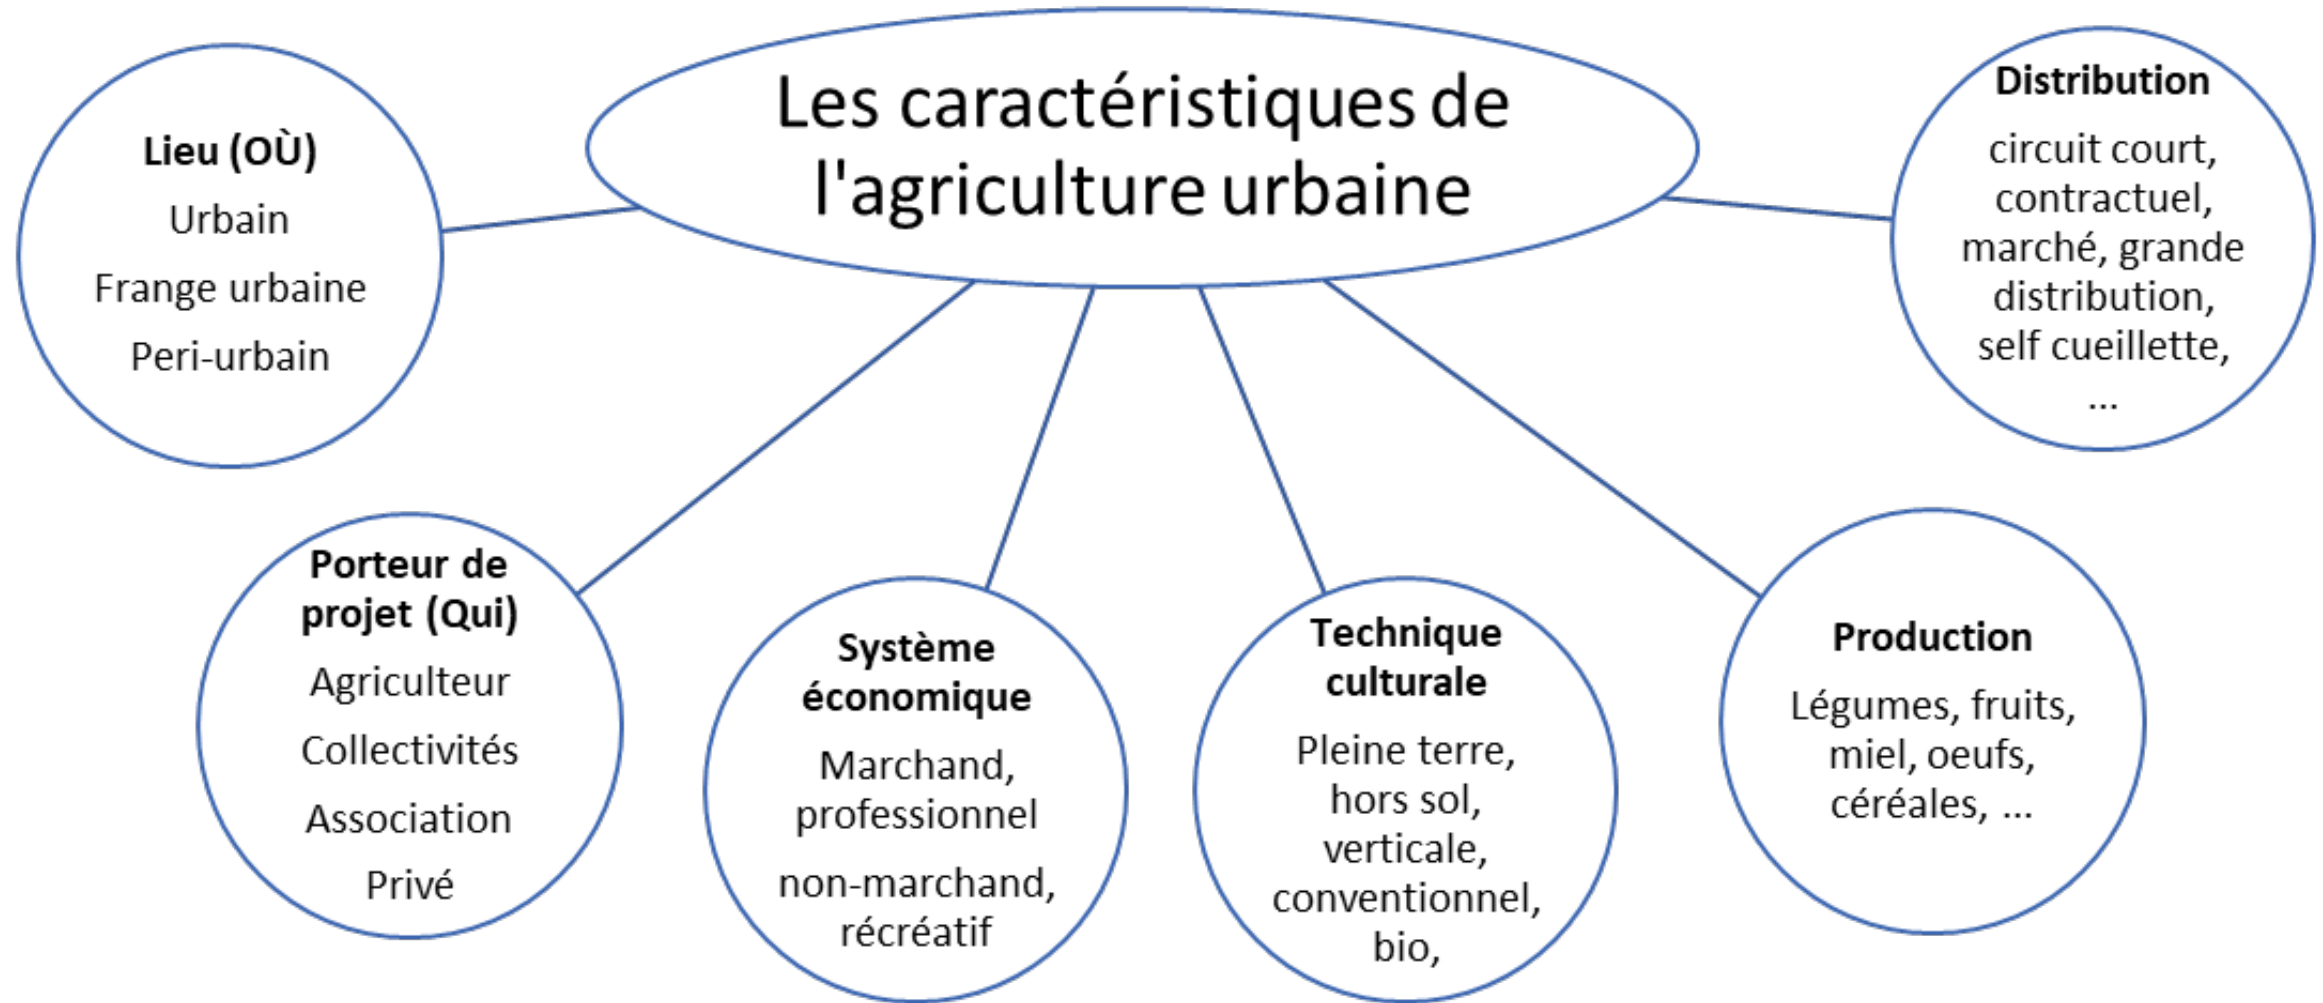 Les caractéristiques de
l'agriculture urbaine
Lieu (OÙ)
Urbain
Frange urbaine
Peri-urbain
Porteur de
projet (Qui)
Agriculteur
Collectivités
Association
Privé
Système
économique
Marchand,
professionnel
non-marchand,
récréatif
Technique
culturale
Pleine terre,
hors sol,
verticale,
conventionnel,
bio,
Production
Légumes, fruits,
miel, oeufs,
céréales, ...
Distribution
circuit court,
contractuel,
marché, grande
distribution,
self cueillette,
...